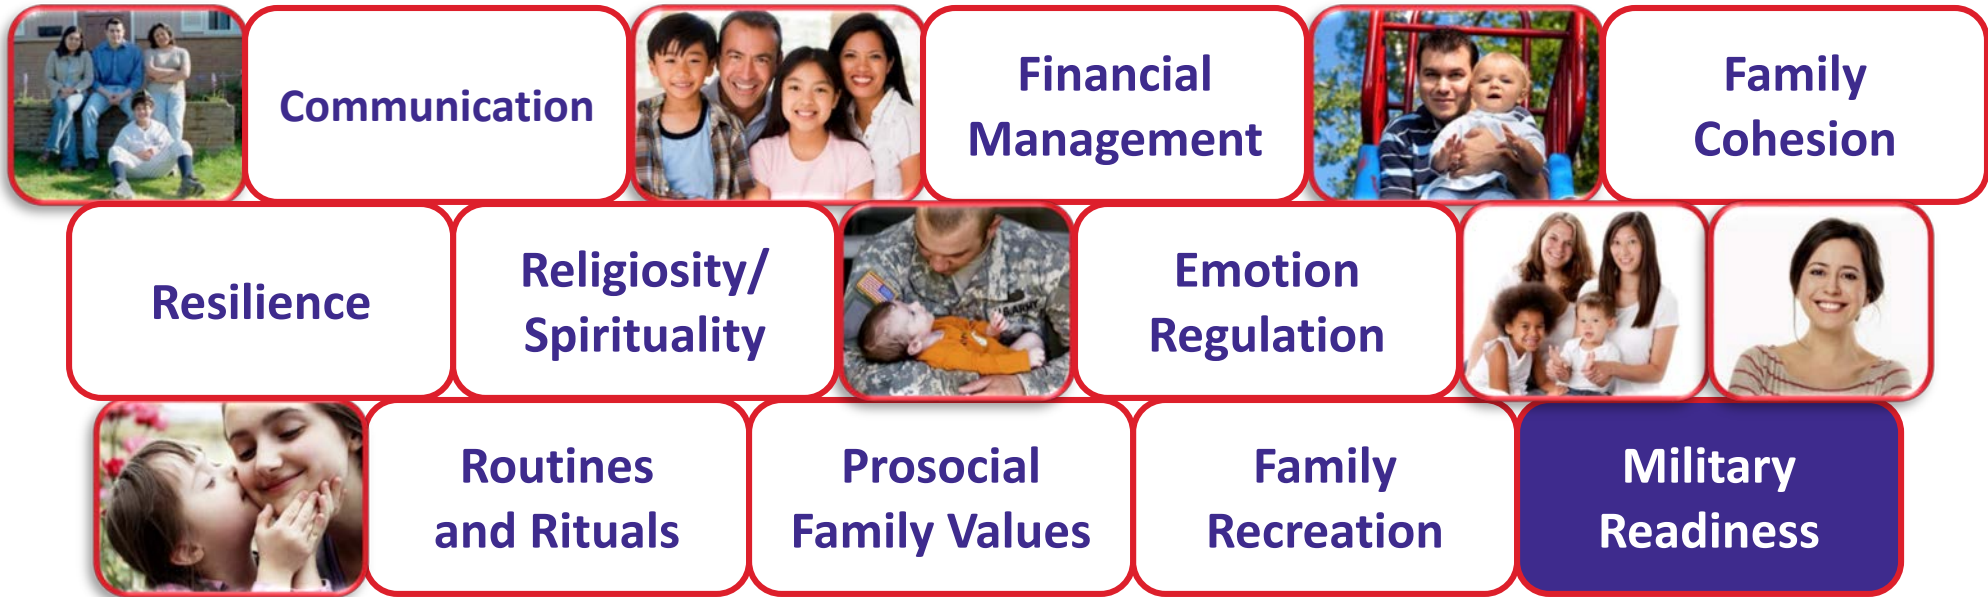 Communication
Financial
Management
Family
Cohesion
Resilience
Religiosity/
Spirituality
U.S. ARMY
Emotion
Regulation
Routines
and Rituals
Prosocial
Family Values
Family
Recreation
Military
Readiness